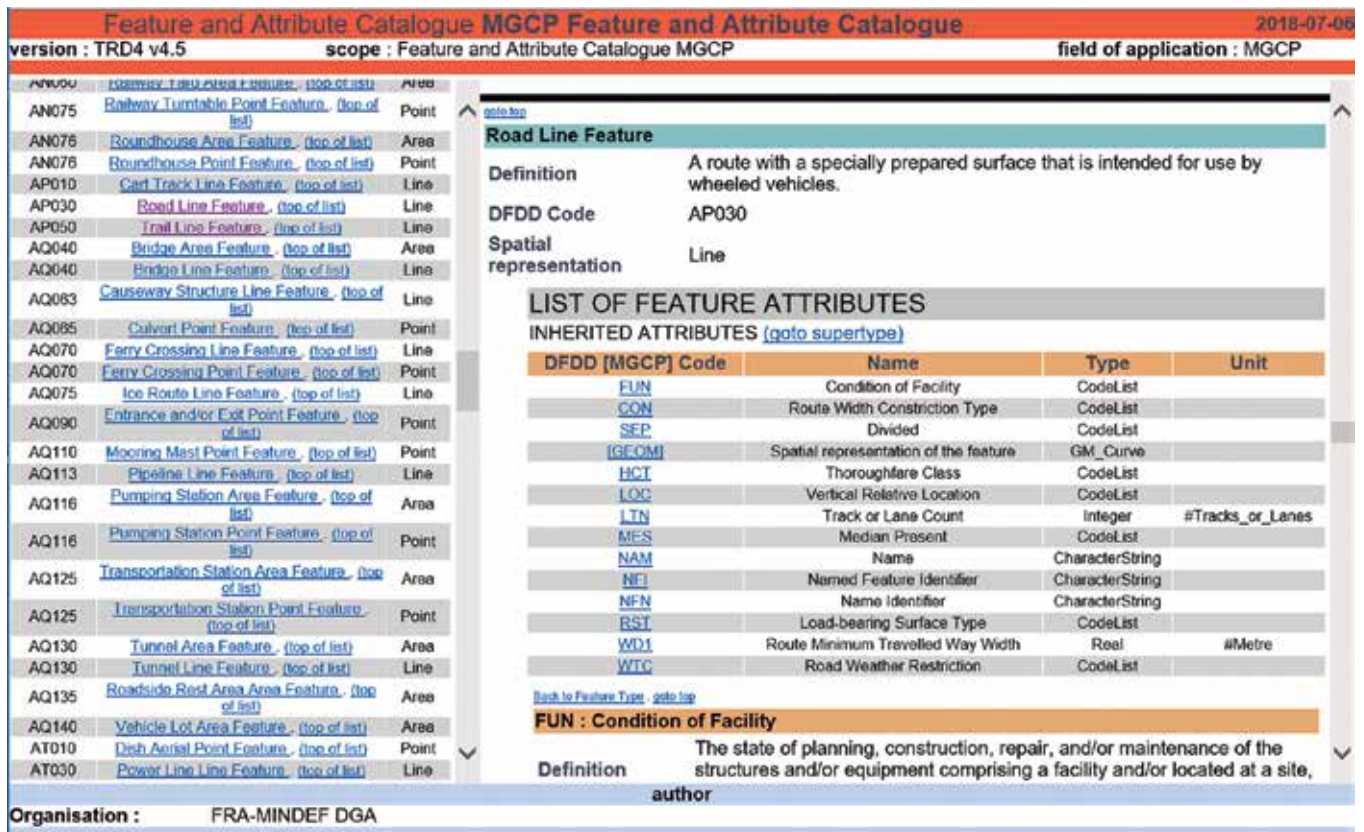 Feature and Attribute Catalogue MGCP Feature and Attribute Catalogue 2018-07-06
version : TRD4 v4.5 scope : Feature and Attribute Catalogue MGCP field of application : MGCP
Railway Yard Area Feature , (top of list) Area
AN075 Railway Turntable Point Feature , (top of list) Point
AN076 Roundhouse Area Feature , (top of list) Area
AN076 Roundhouse Point Feature , (top of list) Point
AP010 Cart Track Line Feature , (top of list) Line
AP030 Road Line Feature , (top of list) Line
AP050 Trail Line Feature , (top of list) Line
AQ040 Bridge Area Feature , (top of list) Area
AQ040 Bridge Line Feature , (top of list) Line
AQ063 Causeway Structure Line Feature , (top of list) Line
AQ065 Culvert Point Feature , (top of list) Point
AQ070 Ferry Crossing Line Feature , (top of list) Line
AQ070 Ferry Crossing Point Feature , (top of list) Point
AQ075 Ice Route Line Feature , (top of list) Line
AQ090 Entrance and/or Exit Point Feature , (top of list) Point
AQ110 Mooring Mast Point Feature , (top of list) Point
AQ113 Pipeline Line Feature , (top of list) Line
AQ116 Pumping Station Area Feature , (top of list) Area
AQ116 Pumping Station Point Feature , (top of list) Point
AQ125 Transportation Station Area Feature , (top of list) Area
AQ125 Transportation Station Point Feature , (top of list) Point
AQ130 Tunnel Area Feature , (top of list) Area
AQ130 Tunnel Line Feature , (top of list) Line
AQ135 Roadside Rest Area Area Feature , (top of list) Area
AQ140 Vehicle Lot Area Feature , (top of list) Area
AT010 Dish Aerial Point Feature , (top of list) Point
AT030 Power Line Line Feature , (top of list) Line
goto top
Road Line Feature
Definition A route with a specially prepared surface that is intended for use by
wheeled vehicles.
DFDD Code AP030
Spatial
representation Line
LIST OF FEATURE ATTRIBUTES
INHERITED ATTRIBUTES (goto supertype)
DFDD [MGCP] Code Name Type Unit
FUN Condition of Facility CodeList
CON Route Width Constriction Type CodeList
SEP Divided CodeList
[GEOM] Spatial representation of the feature GM_Curve
HCT Thoroughfare Class CodeList
LOC Vertical Relative Location CodeList
LTN Track or Lane Count Integer #Tracks_or_Lanes
MES Median Present CodeList
NAM Name CharacterString
NFI Named Feature Identifier CharacterString
NFN Name Identifier CharacterString
RST Load-bearing Surface Type CodeList
WD1 Route Minimum Travelled Way Width Real #Metre
WTC Road Weather Restriction CodeList
Back to Feature Type , goto top
FUN : Condition of Facility
Definition The state of planning, construction, repair, and/or maintenance of the
structures and/or equipment comprising a facility and/or located at a site,
author
Organisation : FRA-MINDEF DGA